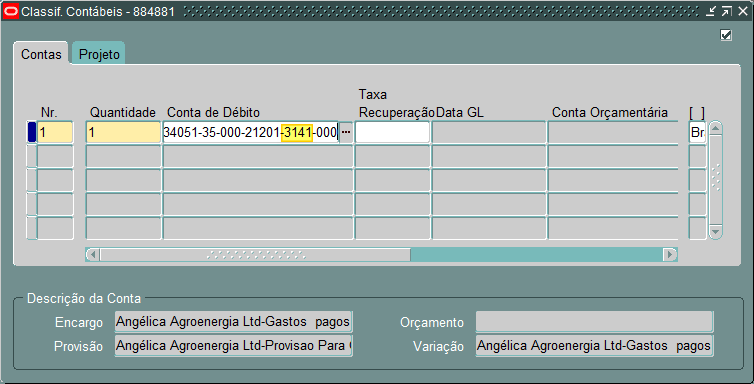 Classif. Contábeis - 884881
Contas Projeto
Taxa
Nr. Quantidade Conta de Débito Recuperação Data GL Conta Orçamentária [ ]
1 1 34051-35-000-21201-3141-000 ... Br
Descrição da Conta
Encargo Angélica Agroenergia Ltd-Gastos pagos Orçamento
Provisão Angélica Agroenergia Ltd-Provisao Para Variação Angélica Agroenergia Ltd-Gastos pagos